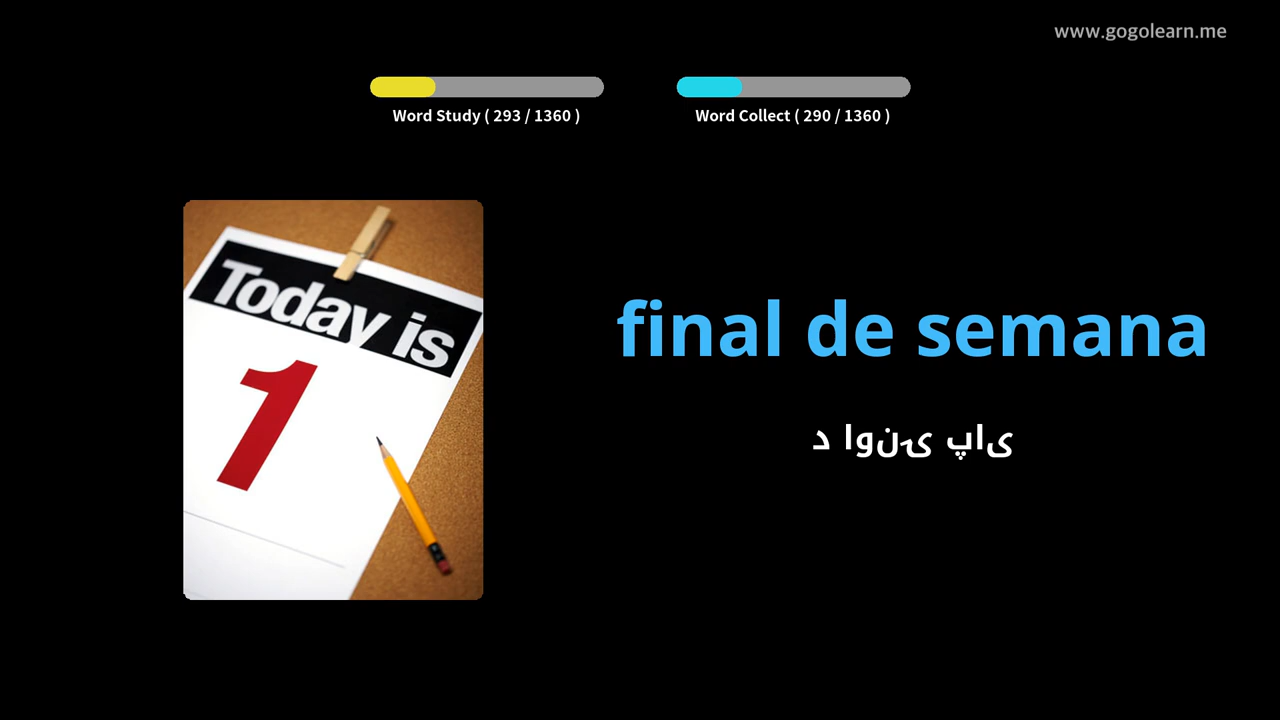 www.gogolearn.me
Word Study ( 293 / 1360 )
Word Collect ( 290 / 1360 )
Today is
1
final de semana
د اونۍ پای